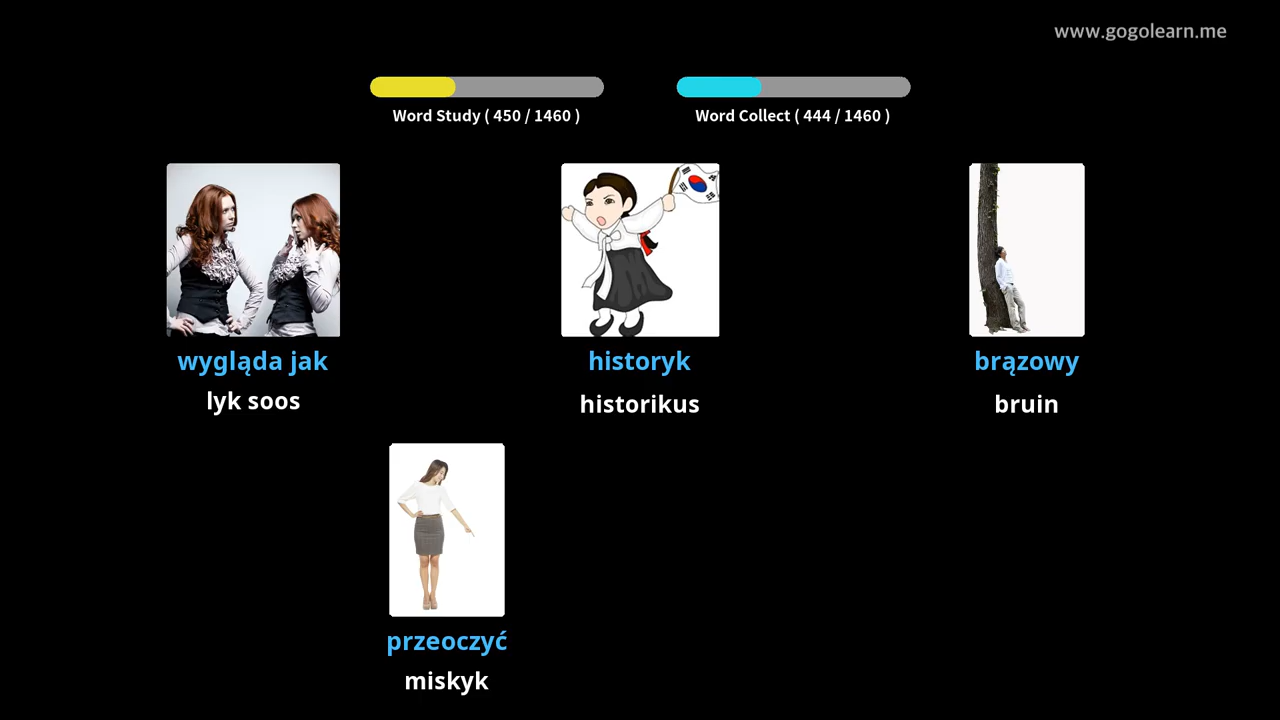 www.gogolearn.me
Word Study ( 450 / 1460 )
Word Collect ( 444 / 1460 )
wygląda jak
lyk soos
historyk
historikus
brązowy
bruin
przeoczyć
miskyk